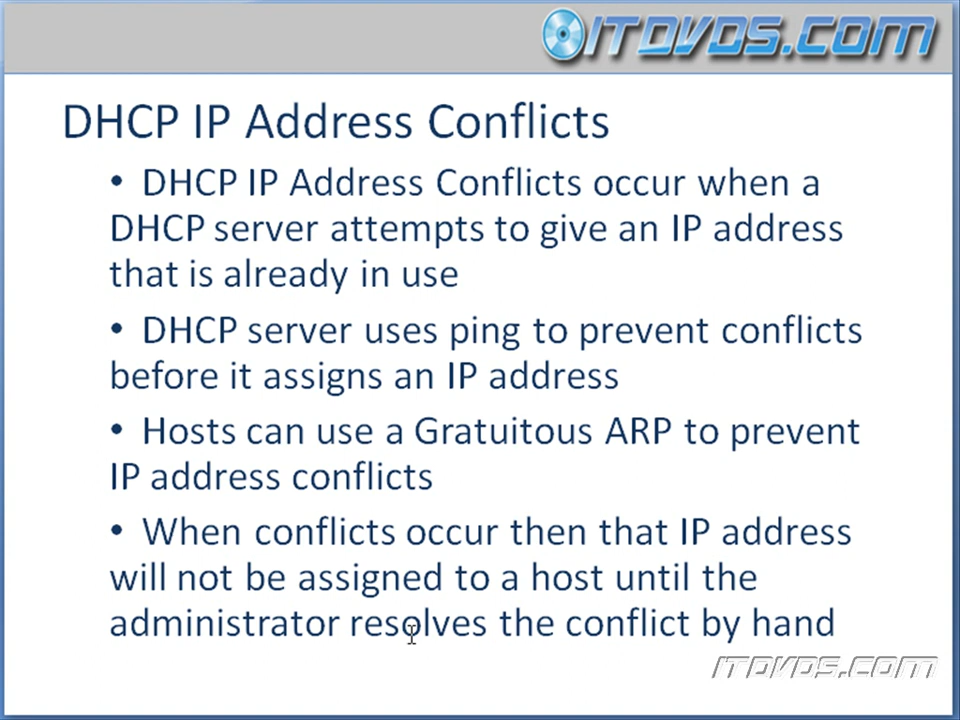 ITDVDS.COM
DHCP IP Address Conflicts
• DHCP IP Address Conflicts occur when a
DHCP server attempts to give an IP address
that is already in use
• DHCP server uses ping to prevent conflicts
before it assigns an IP address
• Hosts can use a Gratuitous ARP to prevent
IP address conflicts
• When conflicts occur then that IP address
will not be assigned to a host until the
administrator resolves the conflict by hand
ITDVDS.COM